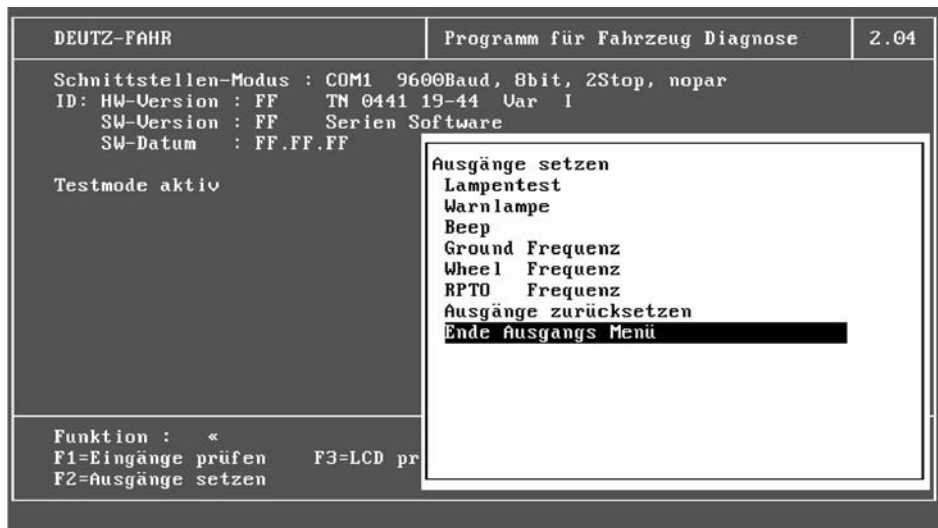 DEUTZ-FAHR Programm für Fahrzeug Diagnose 2.04
Schnittstellen-Modus : COM1 9600Baud, 8bit, 2Stop, nopar
ID: HW-Version : FF TN 0441 19-44 Var I
SW-Version : FF Serien Software
SW-Datum : FF.FF.FF
Testmode aktiv
Ausgänge setzen
Lampentest
Warnlampe
Beep
Ground Frequenz
Wheel Frequenz
RPTO Frequenz
Ausgänge zurücksetzen
Ende Ausgangs Menü
Funktion : «
F1=Eingänge prüfen F3=LCD pr
F2=Ausgänge setzen